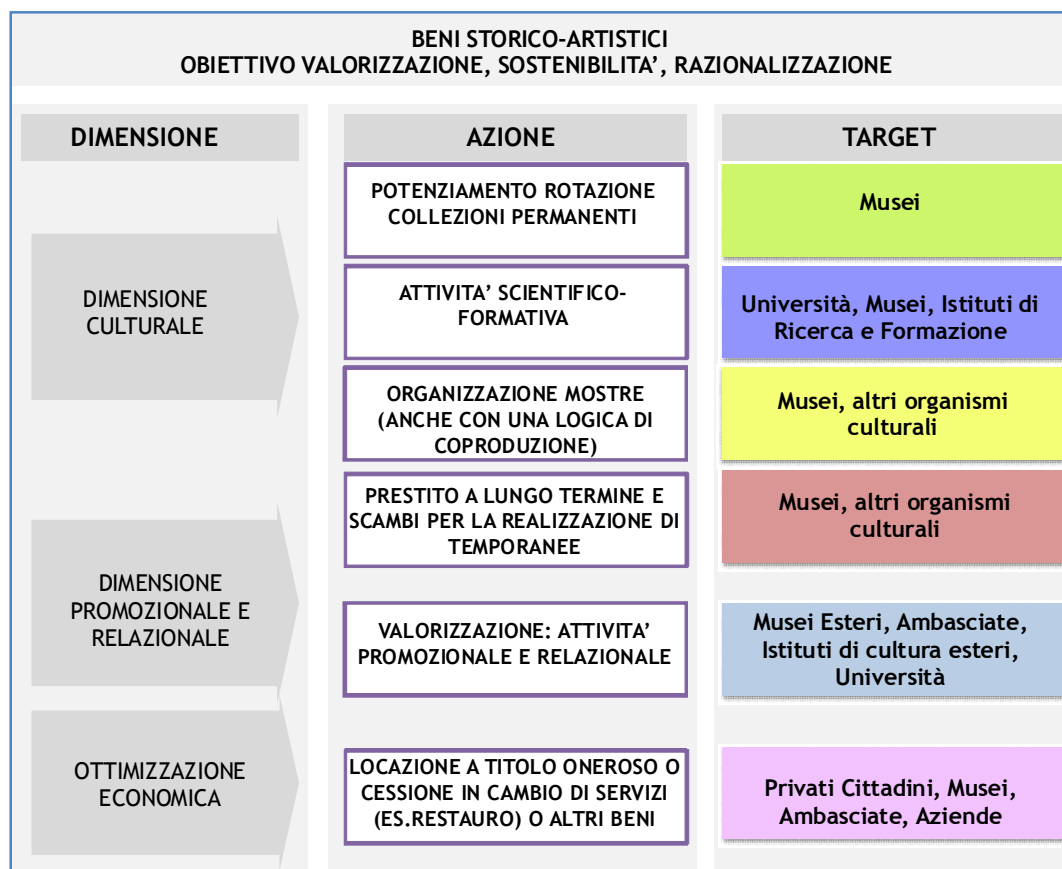 BENI STORICO-ARTISTICI
OBIETTIVO VALORIZZAZIONE, SOSTENIBILITA’, RAZIONALIZZAZIONE
DIMENSIONE
AZIONE
TARGET
DIMENSIONE
CULTURALE
POTENZIAMENTO ROTAZIONE
COLLEZIONI PERMANENTI
Musei
ATTIVITA’ SCIENTIFICO-
FORMATIVA
Università, Musei, Istituti di
Ricerca e Formazione
ORGANIZZAZIONE MOSTRE
(ANCHE CON UNA LOGICA DI
COPRODUZIONE)
Musei, altri organismi
culturali
DIMENSIONE
PROMOZIONALE E
RELAZIONALE
PRESTITO A LUNGO TERMINE E
SCAMBI PER LA REALIZZAZIONE DI
TEMPORANEE
Musei, altri organismi
culturali
VALORIZZAZIONE: ATTIVITA’
PROMOZIONALE E RELAZIONALE
Musei Esteri, Ambasciate,
Istituti di cultura esteri,
Università
OTTIMIZZAZIONE
ECONOMICA
LOCAZIONE A TITOLO ONEROSO O
CESSIONE IN CAMBIO DI SERVIZI
(ES.RESTAURO) O ALTRI BENI
Privati Cittadini, Musei,
Ambasciate, Aziende